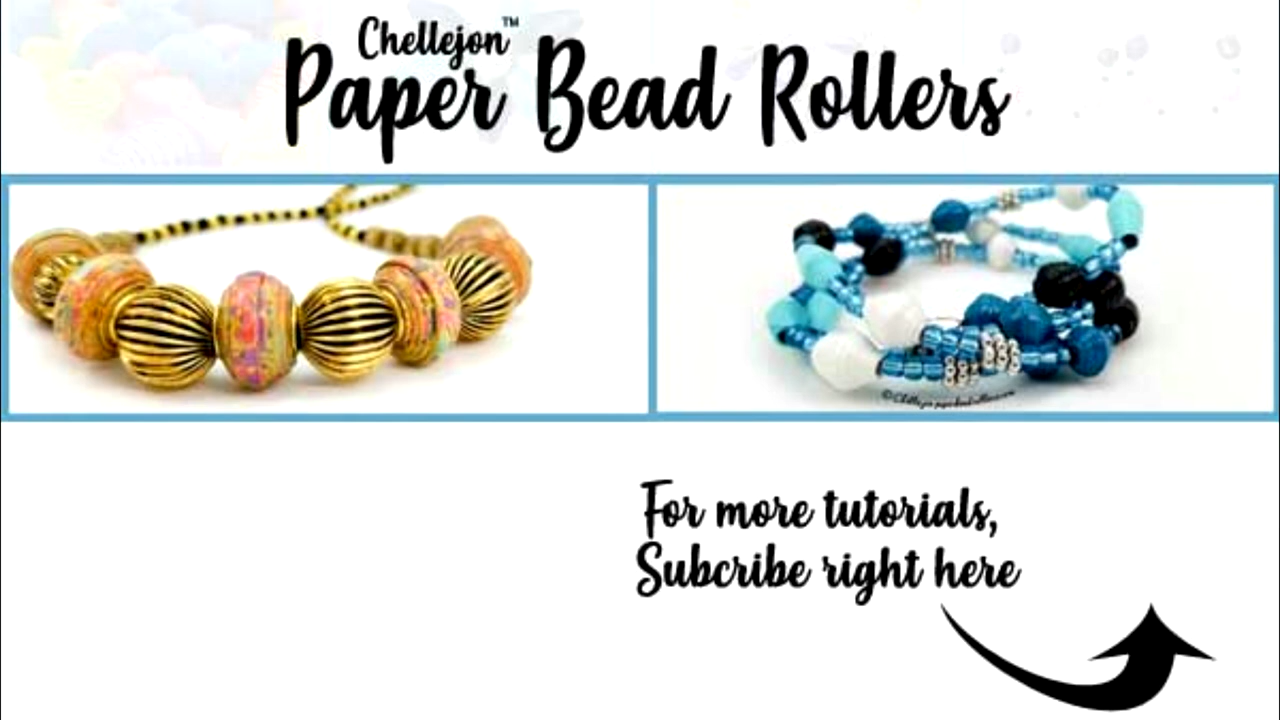 Chellejon™
Paper Bead Rollers
For more tutorials,
Subcribe right here